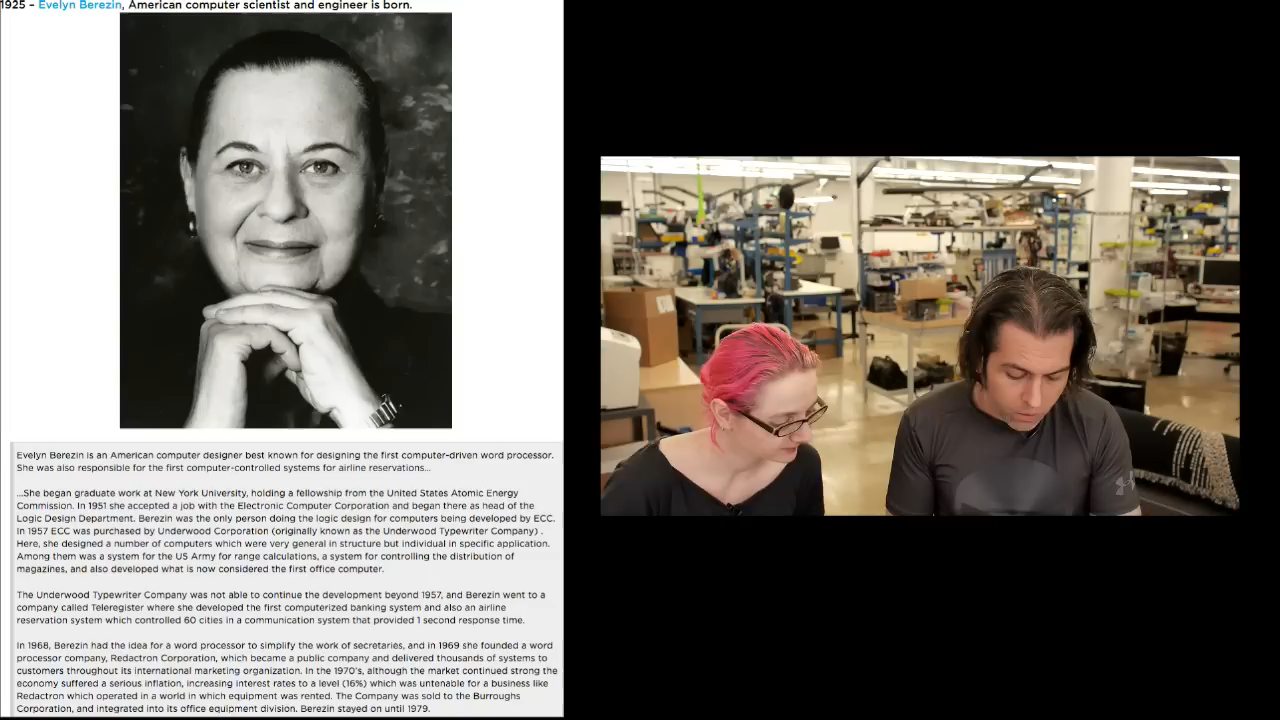 1925 – Evelyn Berezin, American computer scientist and engineer is born.
Evelyn Berezin is an American computer designer best known for designing the first computer-driven word processor.
She was also responsible for the first computer-controlled systems for airline reservations...
...She began graduate work at New York University, holding a fellowship from the United States Atomic Energy
Commission. In 1951 she accepted a job with the Electronic Computer Corporation and began there as head of the
Logic Design Department. Berezin was the only person doing the logic design for computers being developed by ECC.
In 1957 ECC was purchased by Underwood Corporation (originally known as the Underwood Typewriter Company) .
Here, she designed a number of computers which were very general in structure but individual in specific application.
Among them was a system for the US Army for range calculations, a system for controlling the distribution of
magazines, and also developed what is now considered the first office computer.
The Underwood Typewriter Company was not able to continue the development beyond 1957, and Berezin went to a
company called Teleregister where she developed the first computerized banking system and also an airline
reservation system which controlled 60 cities in a communication system that provided 1 second response time.
In 1968, Berezin had the idea for a word processor to simplify the work of secretaries, and in 1969 she founded a word
processor company, Redactron Corporation, which became a public company and delivered thousands of systems to
customers throughout its international marketing organization. In the 1970's, although the market continued strong the
economy suffered a serious inflation, increasing interest rates to a level (16%) which was untenable for a business like
Redactron which operated in a world in which equipment was rented. The Company was sold to the Burroughs
Corporation, and integrated into its office equipment division. Berezin stayed on until 1979.